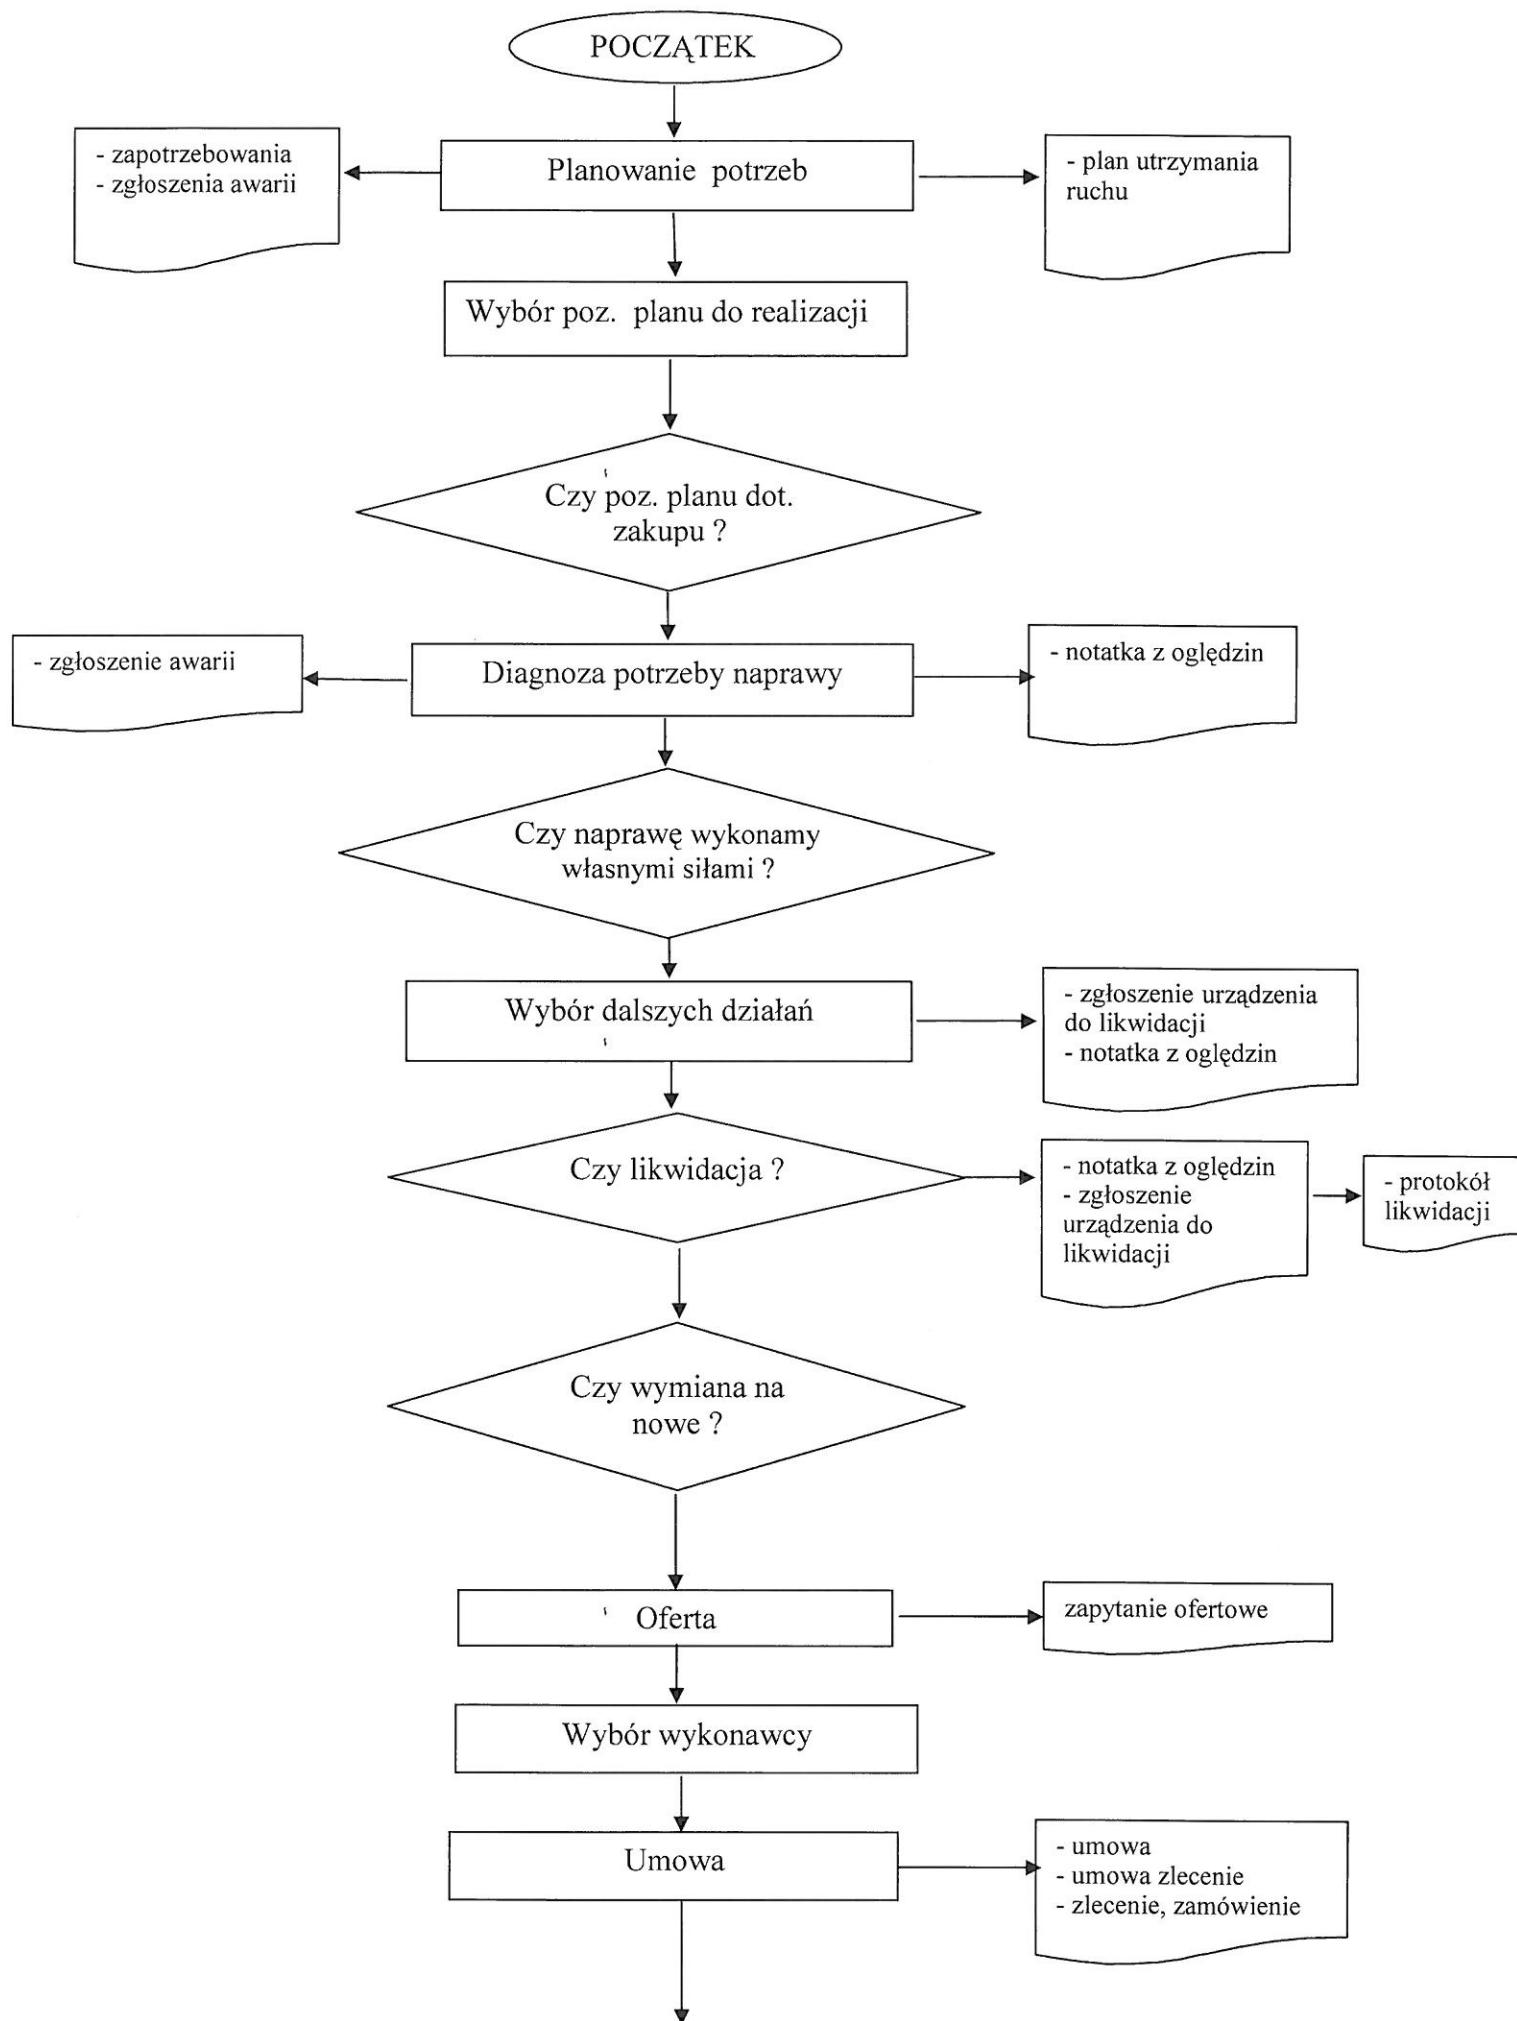 POCZĄTEK
- zapotrzebowania
- zgłoszenia awarii
Planowanie potrzeb
- plan utrzymania
ruchu
Wybór poz. planu do realizacji
Czy poz. planu dot.
zakupu ?
- zgłoszenie awarii
Diagnoza potrzeby naprawy
- notatka z oględzin
Czy naprawę wykonamy
własnymi siłami ?
Wybór dalszych działań
- zgłoszenie urządzenia
do likwidacji
- notatka z oględzin
Czy likwidacja ?
- notatka z oględzin
- zgłoszenie
urządzenia do
likwidacji
- protokół
likwidacji
Czy wymiana na
nowe ?
Oferta
zapytanie ofertowe
Wybór wykonawcy
Umowa
- umowa
- umowa zlecenie
- zlecenie, zamówienie